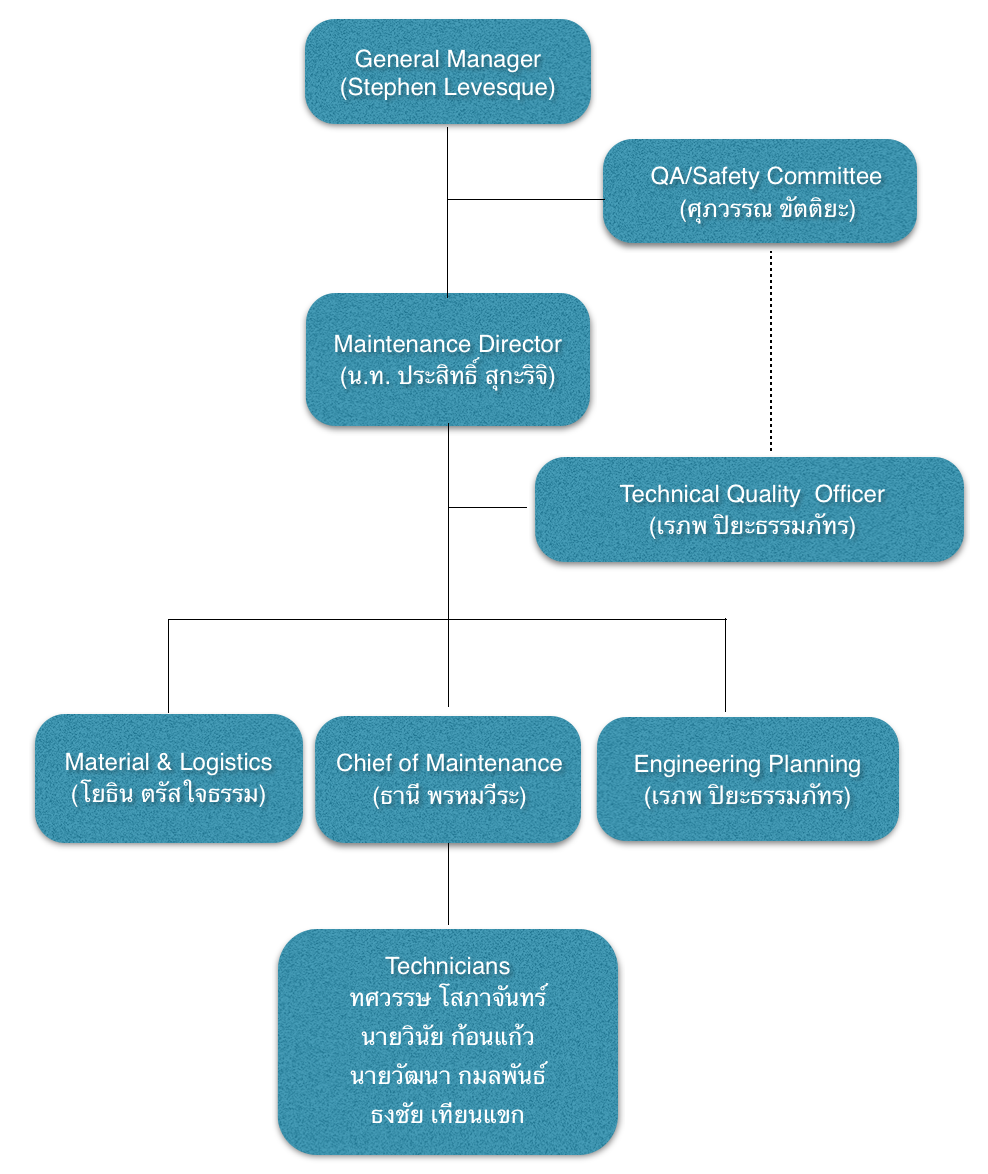 General Manager
(Stephen Levesque)
QA/Safety Committee
(ศุภวรรณ ขัตติยะ)
Maintenance Director
(น.ท. ประสิทธิ์ สุกะริจิ)
Technical Quality  Officer
(เรภพ ปิยะธรรมภัทร)
Material & Logistics
(โยธิน ตรัสใจธรรม)
Chief of Maintenance
(ธานี พรหมวีระ)
Engineering Planning
(เรภพ ปิยะธรรมภัทร)
Technicians
ทศวรรษ โสภาจันทร์
นายวินัย ก้อนแก้ว
นายวัฒนา กมลพันธ์
ธงชัย เทียนแขก